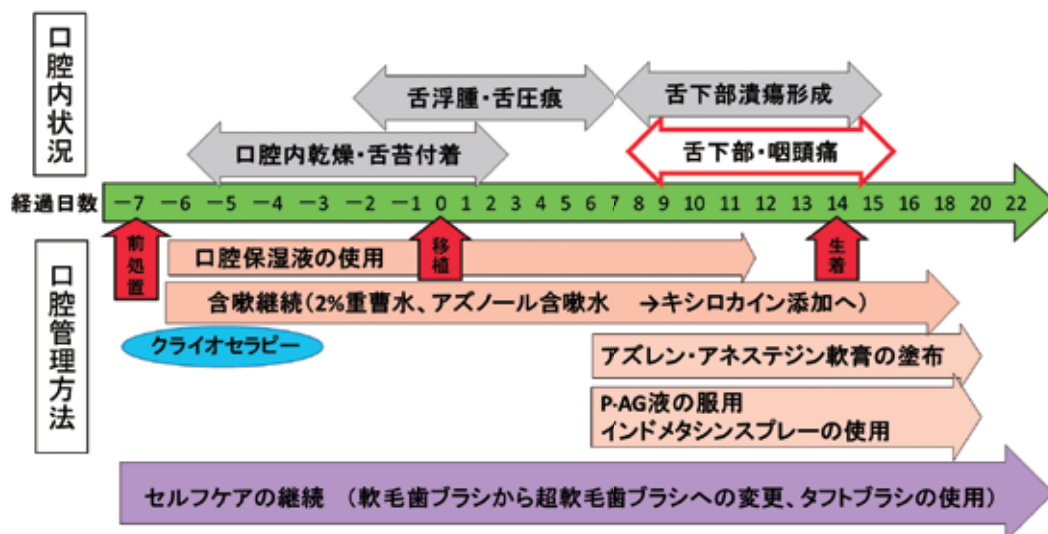 口腔内状況
舌浮腫・舌圧痕
舌下部潰瘍形成
口腔内乾燥・舌苔付着
舌下部・咽頭痛
経過日数 －7 －6 －5 －4 －3 －2 －1 0 1 2 3 4 5 6 7 8 9 10 11 12 13 14 15 16 18 20 22
口腔管理方法
前処置
移植
生着
口腔保湿液の使用
含嗽継続(2%重曹水、アズノール含嗽水 →キシロカイン添加へ)
クライオセラピー
アズレン・アネステジン軟膏の塗布
P-AG液の服用
インドメタシンスプレーの使用
セルフケアの継続 (軟毛歯ブラシから超軟毛歯ブラシへの変更、タフトブラシの使用)